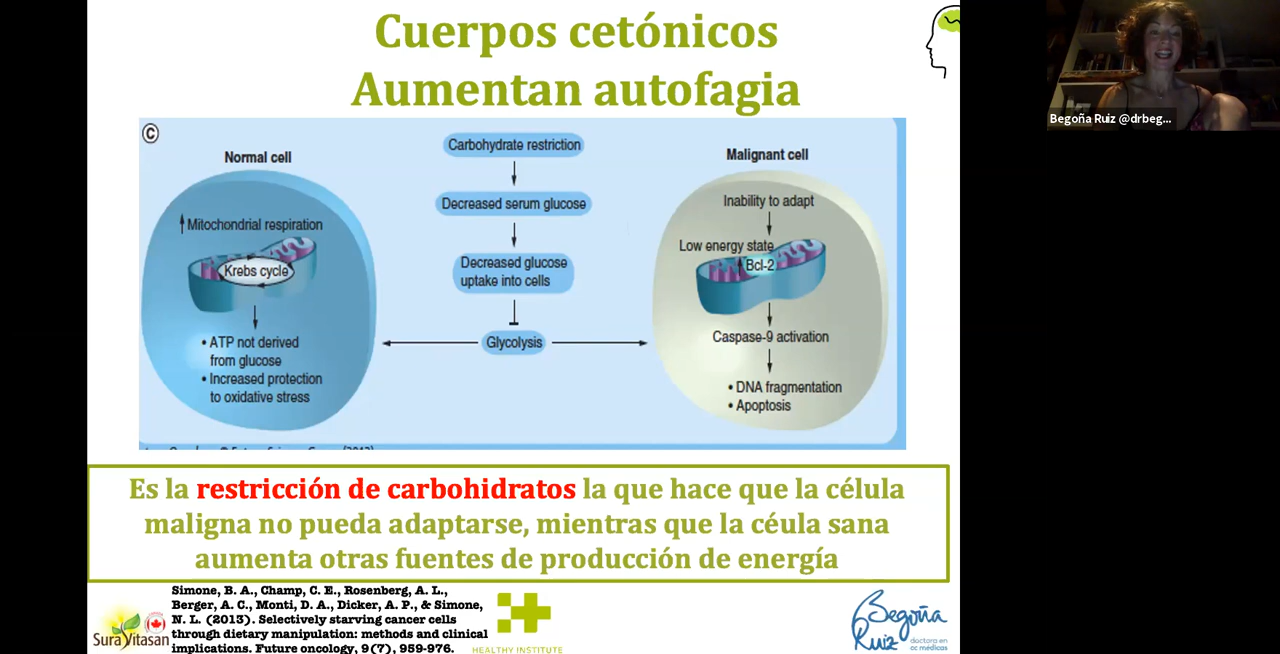 Cuerpos cetónicos
Aumentan autofagia
©
Carbohydrate restriction
Normal cell
Malignant cell
Decreased serum glucose
Inability to adapt
↑ Mitochondrial respiration
Low energy state
Krebs cycle
Bcl-2
Decreased glucose
uptake into cells
Glycolysis
Caspase-9 activation
• ATP not derived
from glucose
• Increased protection
to oxidative stress
• DNA fragmentation
• Apoptosis
Es la restricción de carbohidratos la que hace que la célula
maligna no pueda adaptarse, mientras que la céula sana
aumenta otras fuentes de producción de energía
Simone, B. A., Champ, C. E., Rosenberg, A. L.,
Berger, A. C., Monti, D. A., Dicker, A. P., & Simone,
N. L. (2013). Selectively starving cancer cells
through dietary manipulation: methods and clinical
implications. Future oncology, 9(7), 959-976.
SuraVitasan
HEALTHY INSTITUTE
Begoña
Ruiz
doctora en
cc médicas
Begoña Ruiz @drbeg...